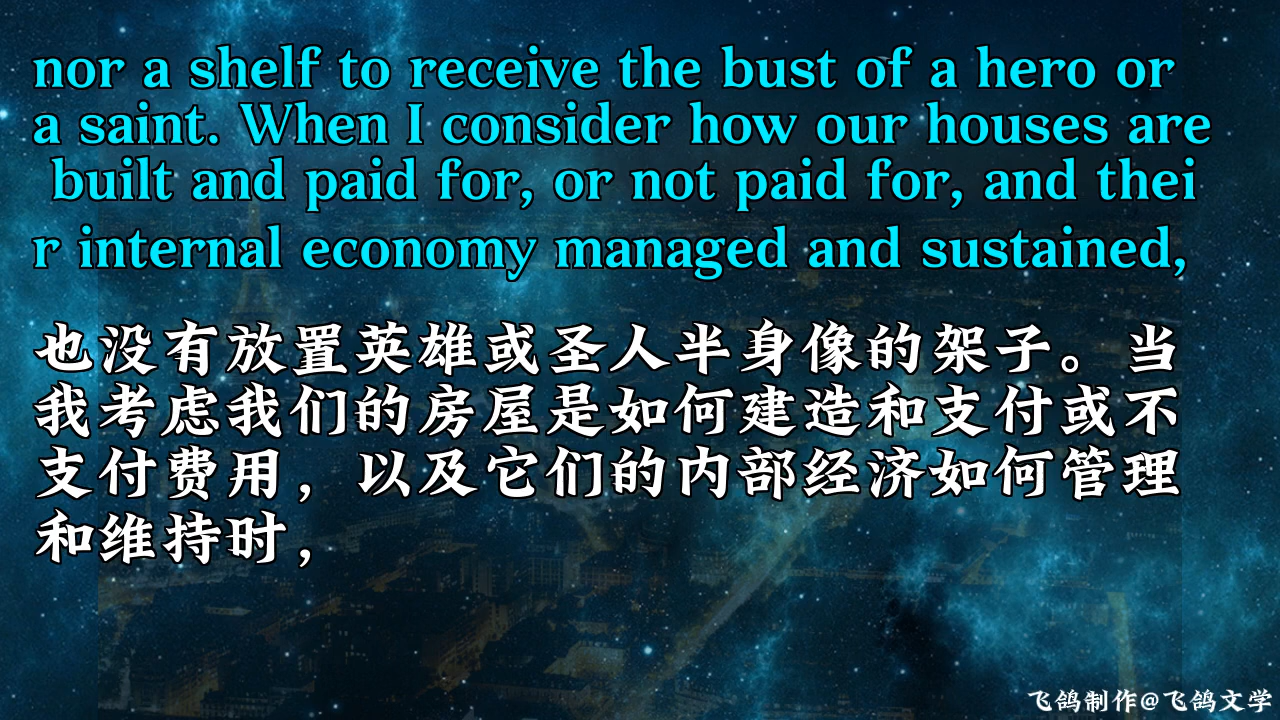 nor a shelf to receive the bust of a hero or
a saint. When I consider how our houses are
built and paid for, or not paid for, and thei
r internal economy managed and sustained,
也没有放置英雄或圣人半身像的架子。当
我考虑我们的房屋是如何建造和支付或不
支付费用，以及它们的内部经济如何管理
和维持时，
飞鸽制作@飞鸽文学